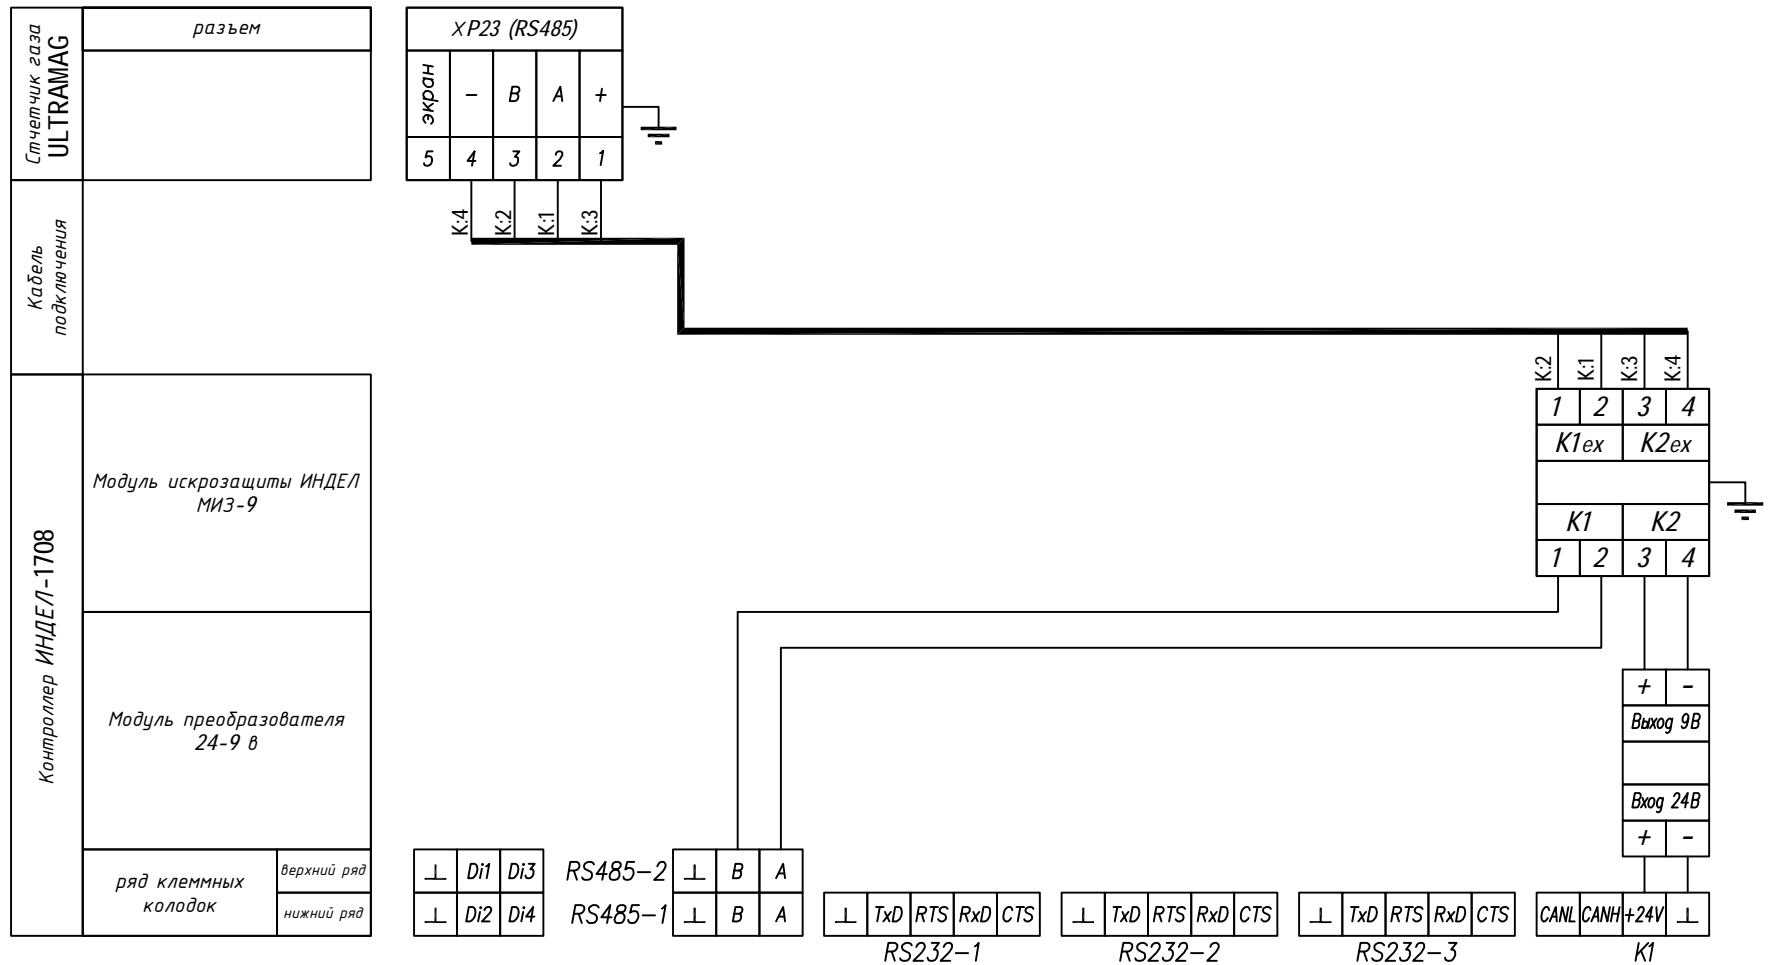 Стчетчик газа
ULTRAMAG
разъем
XP23 (RS485)
экран - B A +
5 4 3 2 1
Кабель
подключения
K:4 K:2 K:1 K:3
K:2 K:1 K:3 K:4
Контроллер ИНДЕЛ-1708
Модуль искрозащиты ИНДЕЛ
МИЗ-9
1 2 3 4
K1ex K2ex
K1 K2
1 2 3 4
Модуль преобразователя
24-9 в
+ -
Выход 9В
Вход 24В
+ -
ряд клеммных
колодок
верхний ряд
нижний ряд
⊥ Di1 Di3
RS485-2 ⊥ B A
⊥ Di2 Di4
RS485-1 ⊥ B A
⊥ TxD RTS RxD CTS
⊥ TxD RTS RxD CTS
⊥ TxD RTS RxD CTS
CANL CANH +24V ⊥
RS232-1
RS232-2
RS232-3
K1